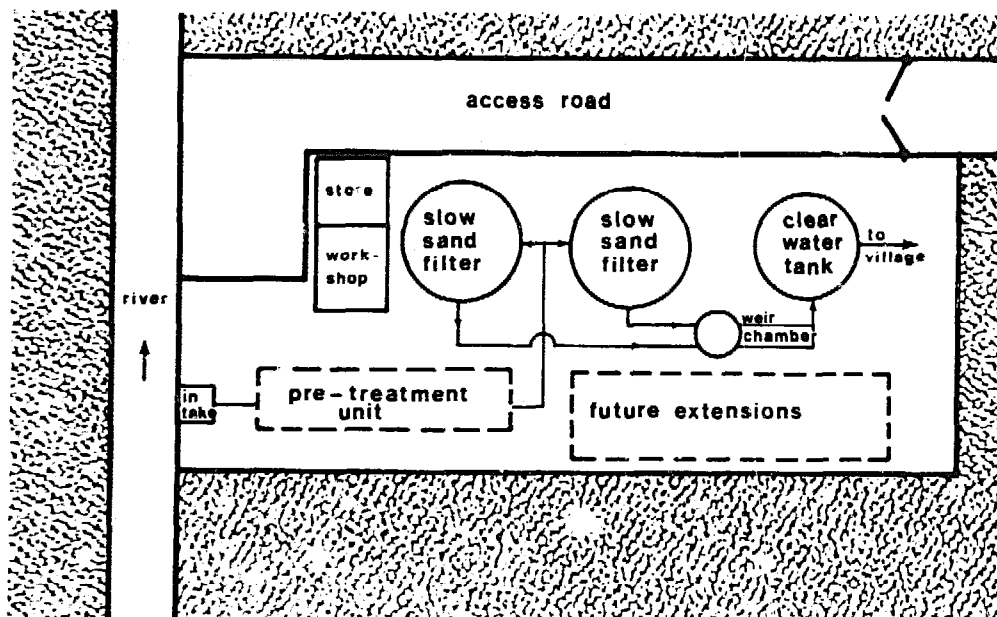 access road
store
work-
shop
slow
sand
filter
slow
sand
filter
clear
water
tank
to
village
river
weir
chamber
in
take
pre-treatment
unit
future extensions